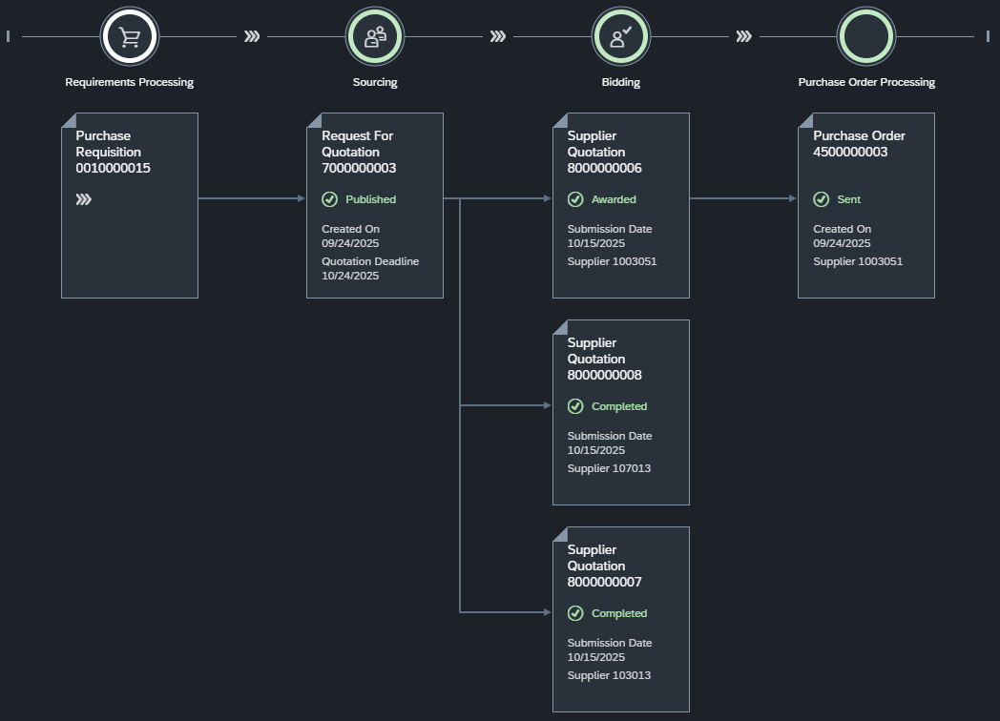 Requirements Processing
Sourcing
Bidding
Purchase Order Processing
Purchase
Requisition
0010000015
Request For
Quotation
7000000003
Published
Created On
09/24/2025
Quotation Deadline
10/24/2025
Supplier
Quotation
8000000006
Awarded
Submission Date
10/15/2025
Supplier 1003051
Purchase Order
4500000003
Sent
Created On
09/24/2025
Supplier 1003051
Supplier
Quotation
8000000008
Completed
Submission Date
10/15/2025
Supplier 107013
Supplier
Quotation
8000000007
Completed
Submission Date
10/15/2025
Supplier 103013